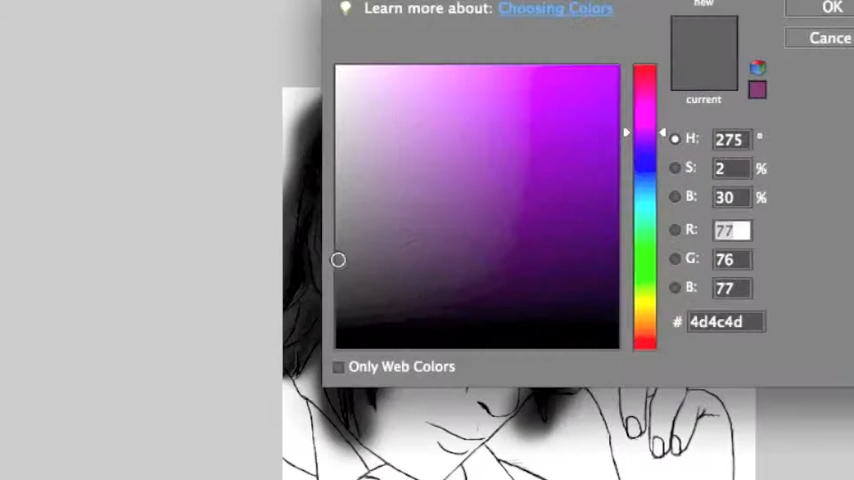 new
Learn more about: Choosing Colors
OK
Cance
current
H: 275 °
S: 2 %
B: 30 %
R: 77
G: 76
B: 77
# 4d4c4d
Only Web Colors